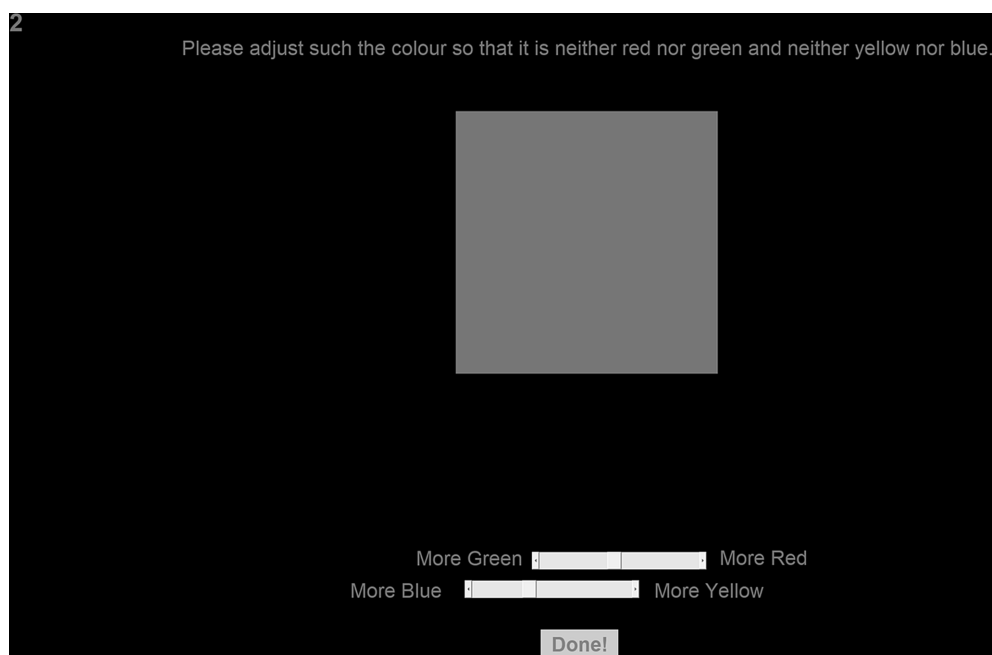 2
Please adjust such the colour so that it is neither red nor green and neither yellow nor blue.
More Green More Red
More Blue More Yellow
Done!